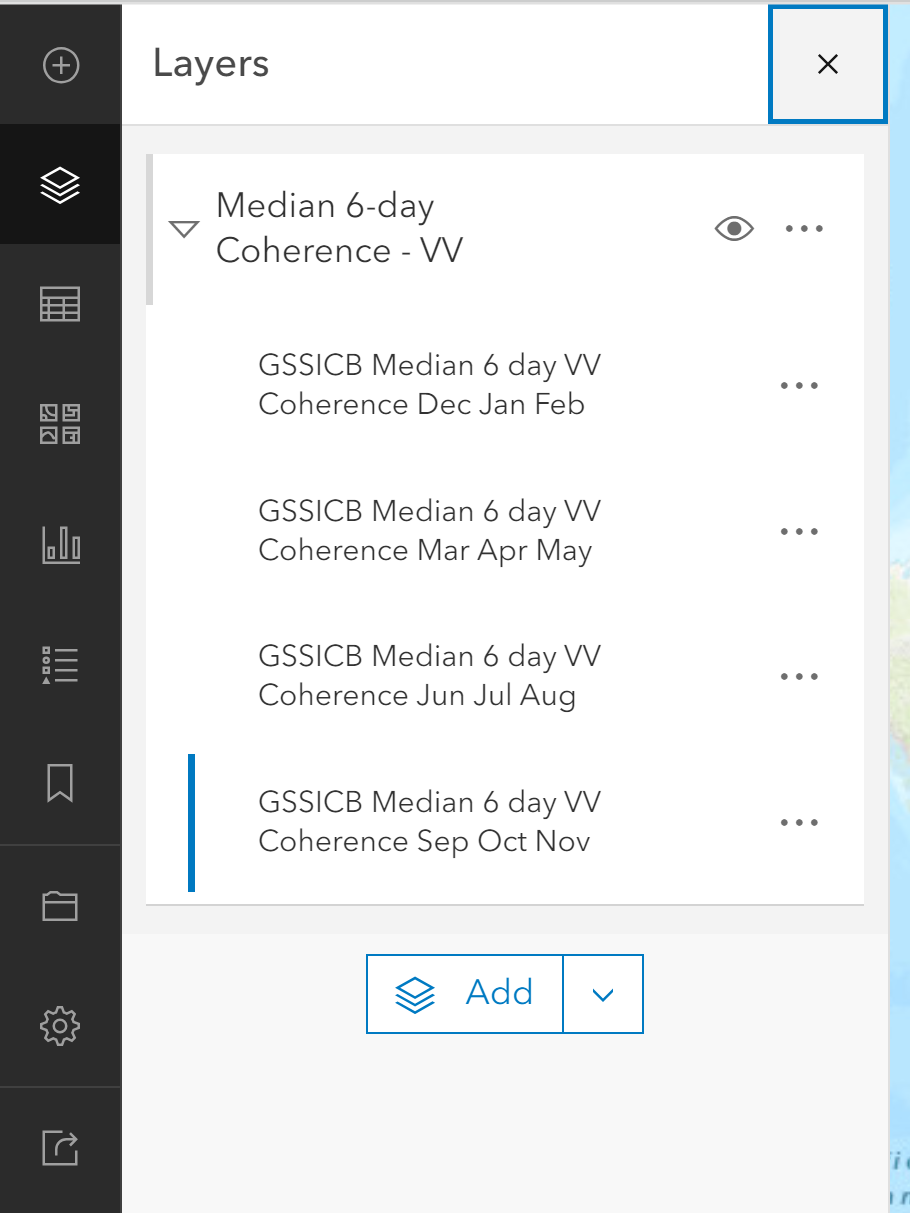 Layers
Median 6-day
Coherence - VV
GSSICB Median 6 day VV
Coherence Dec Jan Feb
GSSICB Median 6 day VV
Coherence Mar Apr May
GSSICB Median 6 day VV
Coherence Jun Jul Aug
GSSICB Median 6 day VV
Coherence Sep Oct Nov
Add